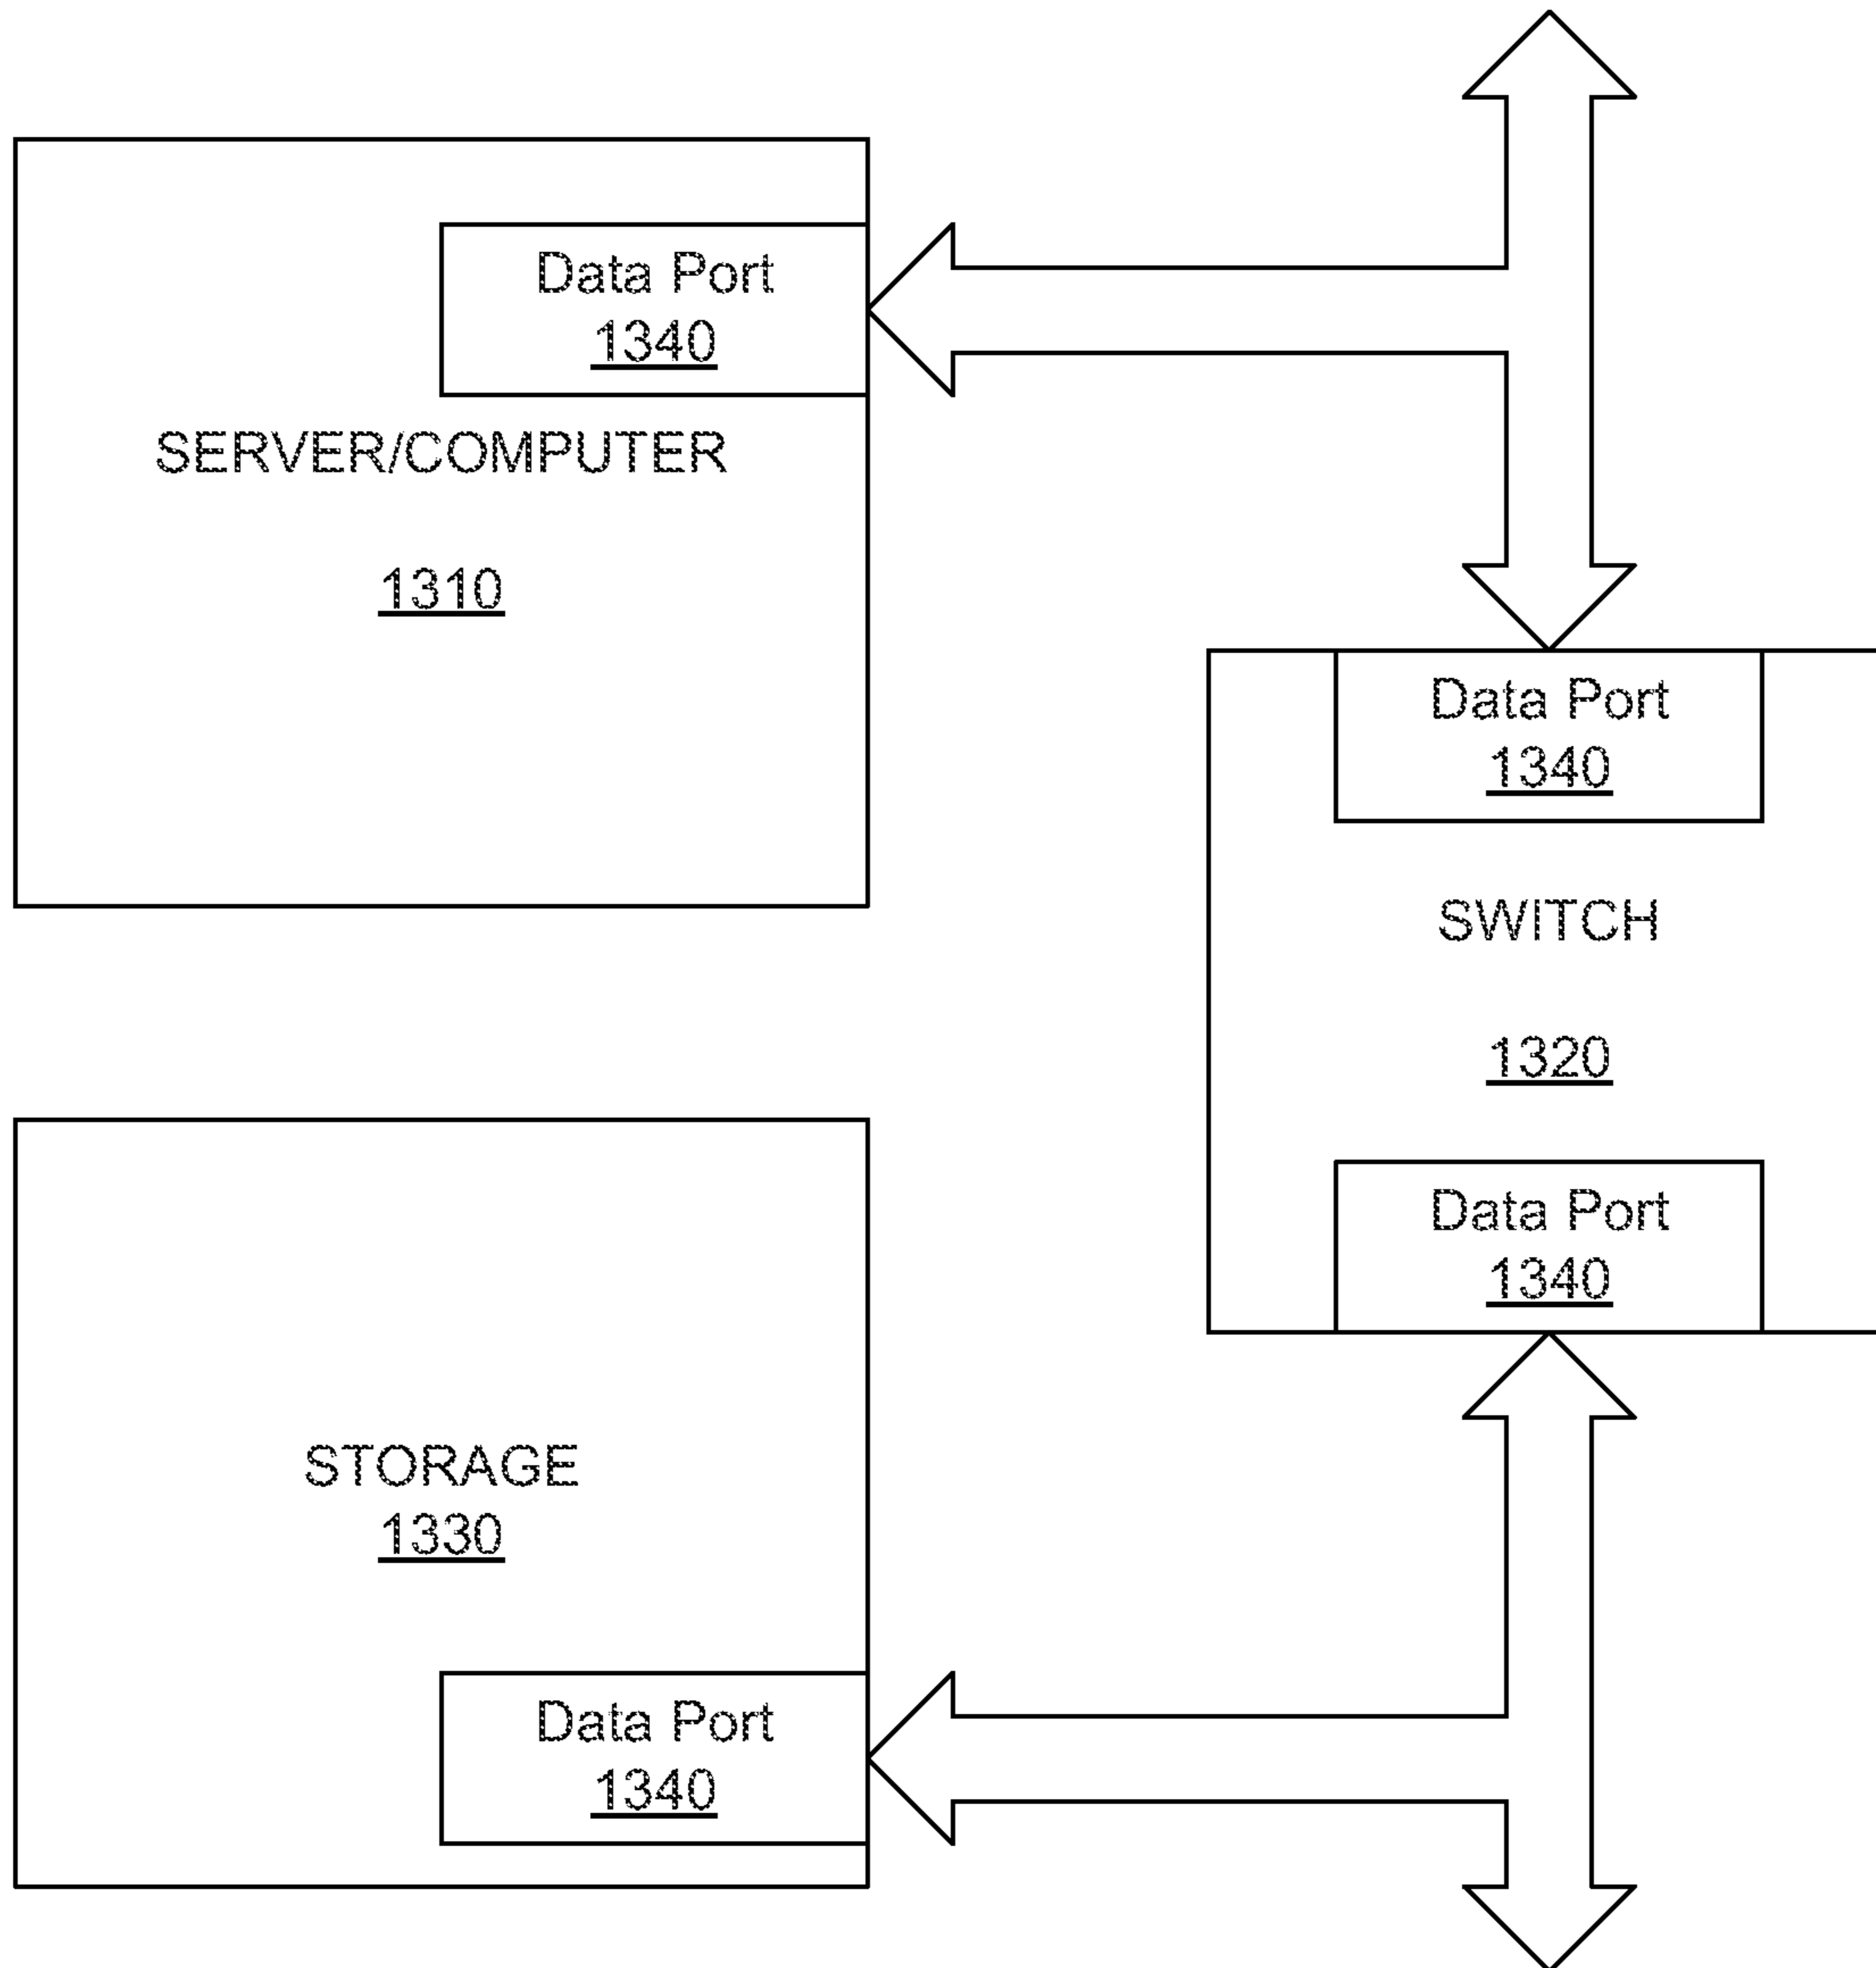 Data Port
1340
SERVER/COMPUTER
1310
Data Port
1340
SWITCH
1320
Data Port
1340
STORAGE
1330
Data Port
1340